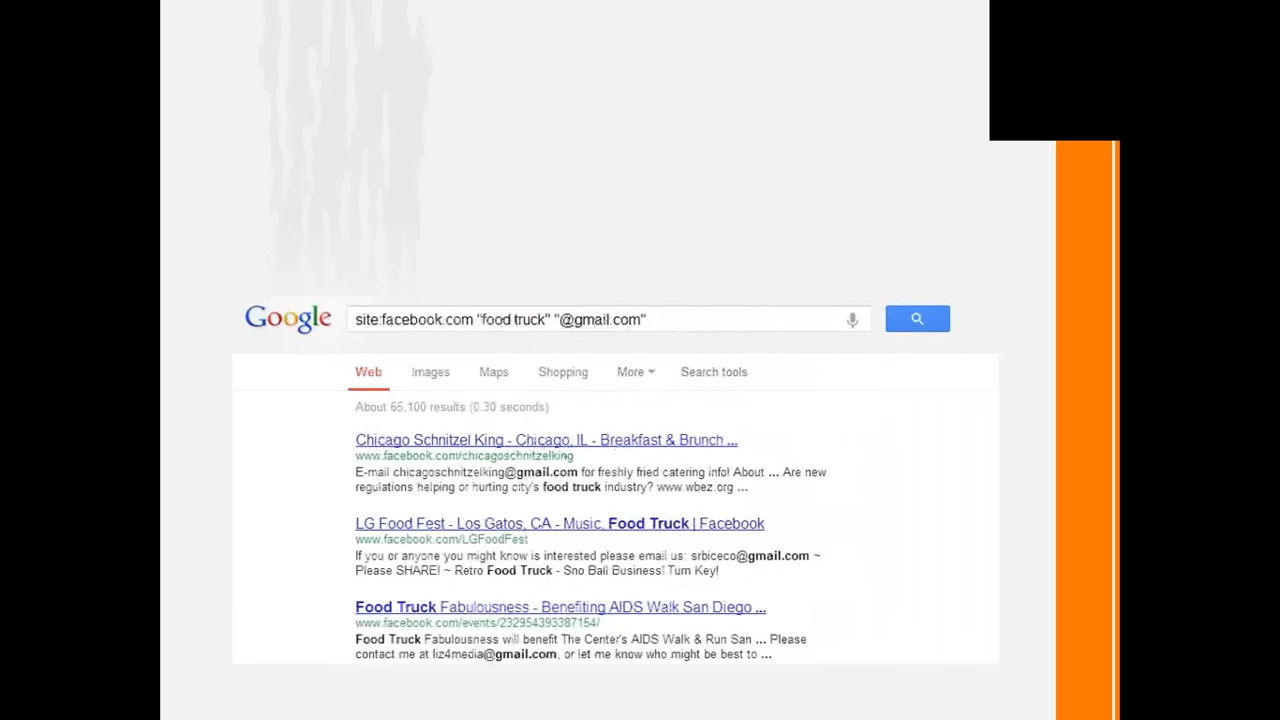 Google site:facebook.com "food truck" "@gmail.com"
Web Images Maps Shopping More Search tools
About 65,100 results (0.30 seconds)
Chicago Schnitzel King - Chicago, IL - Breakfast & Brunch ...
www.facebook.com/chicagoschnitzelking
E-mail chicagoschnitzelking@gmail.com for freshly fried catering info! About ... Are new
regulations helping or hurting city's food truck industry? www.wbez.org ...
LG Food Fest - Los Gatos, CA - Music, Food Truck | Facebook
www.facebook.com/LGFoodFest
If you or anyone you might know is interested please email us: srbiceco@gmail.com ~
Please SHARE! ~ Retro Food Truck - Sno Ball Business! Turn Key!
Food Truck Fabulousness - Benefiting AIDS Walk San Diego ...
www.facebook.com/events/232954393387154/
Food Truck Fabulousness will benefit The Center's AIDS Walk & Run San ... Please
contact me at liz4media@gmail.com, or let me know who might be best to ...